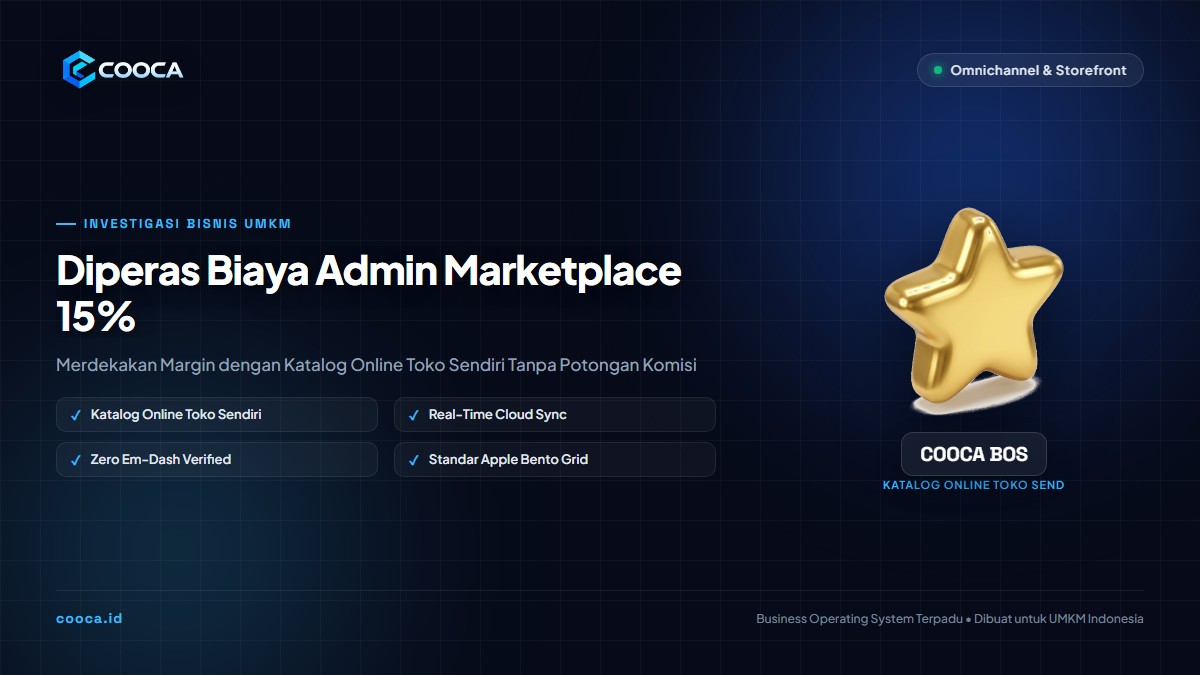 COOCA
Omnichannel & Storefront
INVESTIGASI BISNIS UMKM
Diperas Biaya Admin Marketplace
15%
Merdekakan Margin dengan Katalog Online Toko Sendiri Tanpa Potongan Komisi
✓ Katalog Online Toko Sendiri
✓ Real-Time Cloud Sync
✓ Zero Em-Dash Verified
✓ Standar Apple Bento Grid
COOCA BOS
KATALOG ONLINE TOKO SEND
cooca.id
Business Operating System Terpadu • Dibuat untuk UMKM Indonesia